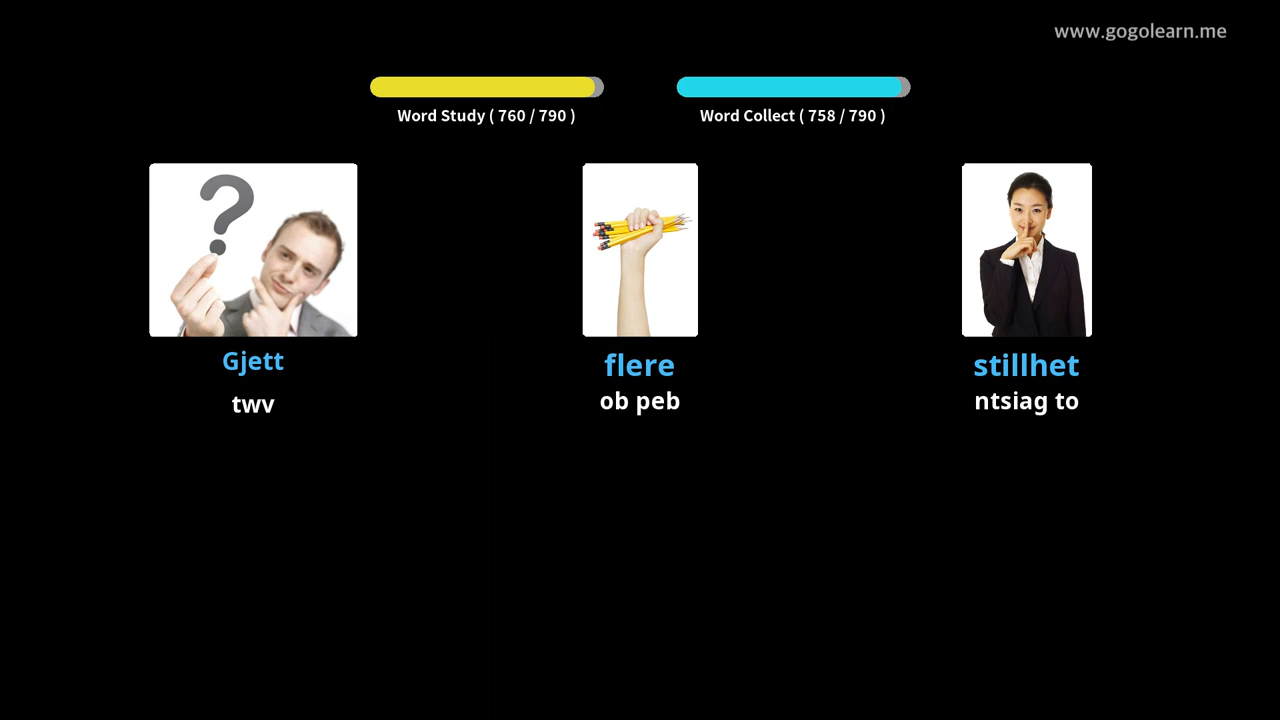 www.gogolearn.me
Word Study ( 760 / 790 )
Word Collect ( 758 / 790 )
?
Gjett
twv
flere
ob peb
stillhet
ntsiag to